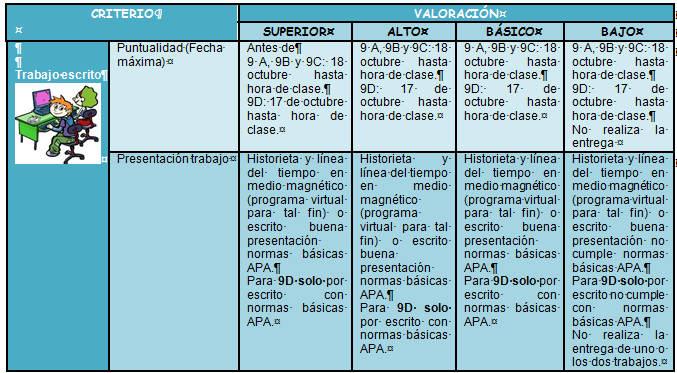 CRITERIO¶
¤
VALORACIÓN¤
SUPERIOR¤
ALTO¤
BÁSICO¤
BAJO¤
¶
¶
Trabajo·escrito¶
¤
Puntualidad·(Fecha·
máxima)·¤
Antes·de¶
9·A,·9B·y·9C:·18·
octubre· hasta·
hora·de·clase.¶
9D:·17·de·octubre·
hasta· hora· de·
clase.¤
9·A,·9B·y·9C:·18·
octubre· hasta·
hora·de·clase.¶
9D:· 17· de·
octubre· hasta·
hora·de·clase.¤
9·A,·9B·y·9C:·18·
octubre· hasta·
hora·de·clase.¶
9D:· 17· de·
octubre· hasta·
hora·de·clase.¤
9·A,·9B·y·9C:·18·
octubre· hasta·
hora·de·clase.¶
9D:· 17· de·
octubre· hasta·
hora·de·clase.¶
No· realiza· la·
entrega·¤
Presentación·trabajo·¤
Historieta·y·línea·
del· tiempo· en·
medio·magnético·
(programa·virtual·
para· tal· fin)· o·
escrito· buena·
presentación·
normas· básicas·
APA.¶
Para·9D·solo·por·
escrito· con·
normas· básicas·
APA.¤
Historieta· y·
línea·del·tiempo·
en· medio·
magnético·
(programa·
virtual· para· tal·
fin)· o· escrito·
buena·
presentación·
normas·básicas·
APA.¶
Para· 9D· solo·
por·escrito·con·
normas·básicas·
APA.¤
Historieta·y·línea·
del· tiempo· en·
medio·magnético·
(programa·virtual·
para· tal· fin)· o·
escrito· buena·
presentación·
normas· básicas·
APA.¶
Para·9D·solo·por·
escrito· con·
normas· básicas·
APA.¤
Historieta·y·línea·
del· tiempo· en·
medio·magnético·
(programa·virtual·
para· tal· fin)· o·
escrito· buena·
presentación· no·
cumple· normas·
básicas·APA.¶
Para·9D·solo·por·
escrito·no·cumple·
con· normas·
básicas·APA.¶
No· realiza· la·
entrega·de·uno·o·
los·dos·trabajos.¤